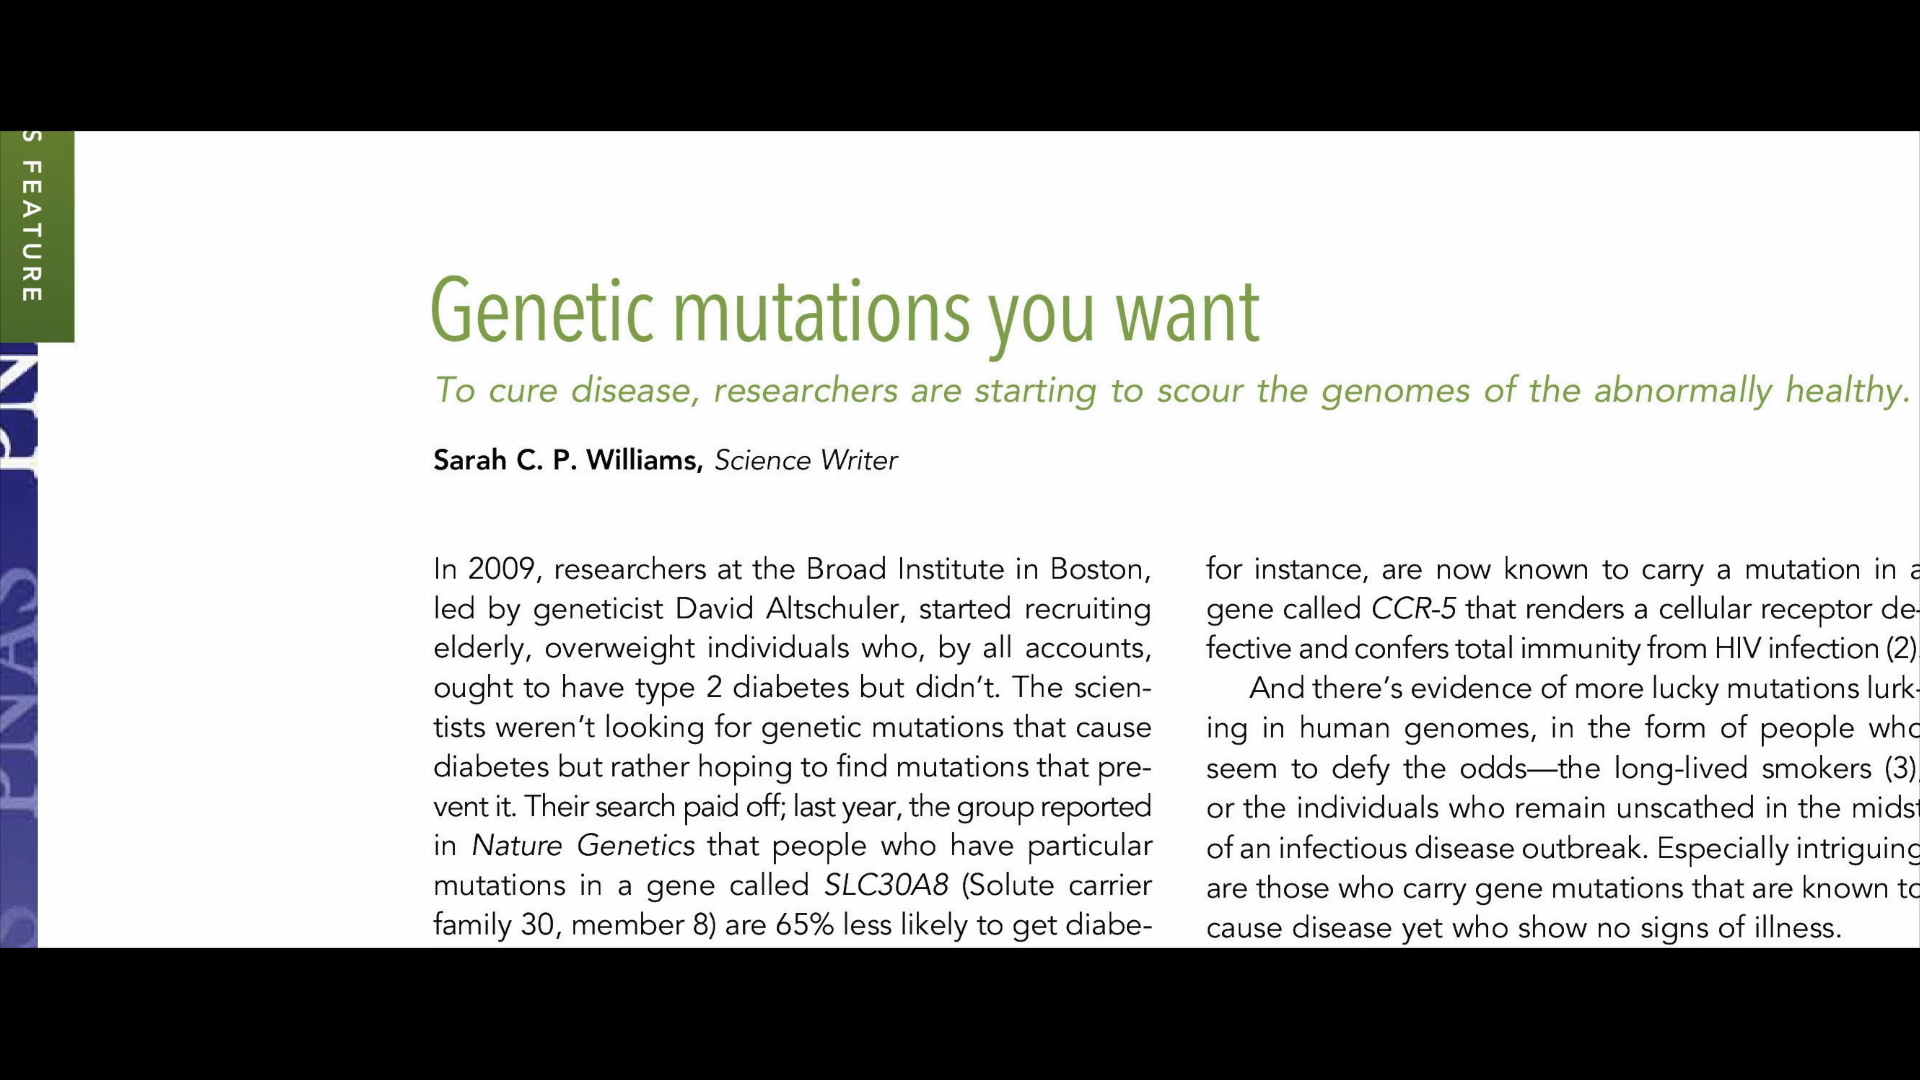 S FEATURE
PNAS
Genetic mutations you want
To cure disease, researchers are starting to scour the genomes of the abnormally healthy.
Sarah C. P. Williams, Science Writer
In 2009, researchers at the Broad Institute in Boston,
led by geneticist David Altschuler, started recruiting
elderly, overweight individuals who, by all accounts,
ought to have type 2 diabetes but didn’t. The scien-
tists weren’t looking for genetic mutations that cause
diabetes but rather hoping to find mutations that pre-
vent it. Their search paid off; last year, the group reported
in Nature Genetics that people who have particular
mutations in a gene called SLC30A8 (Solute carrier
family 30, member 8) are 65% less likely to get diabe-
for instance, are now known to carry a mutation in a
gene called CCR-5 that renders a cellular receptor de-
fective and confers total immunity from HIV infection (2).
And there’s evidence of more lucky mutations lurk-
ing in human genomes, in the form of people who
seem to defy the odds—the long-lived smokers (3),
or the individuals who remain unscathed in the midst
of an infectious disease outbreak. Especially intriguing
are those who carry gene mutations that are known to
cause disease yet who show no signs of illness.